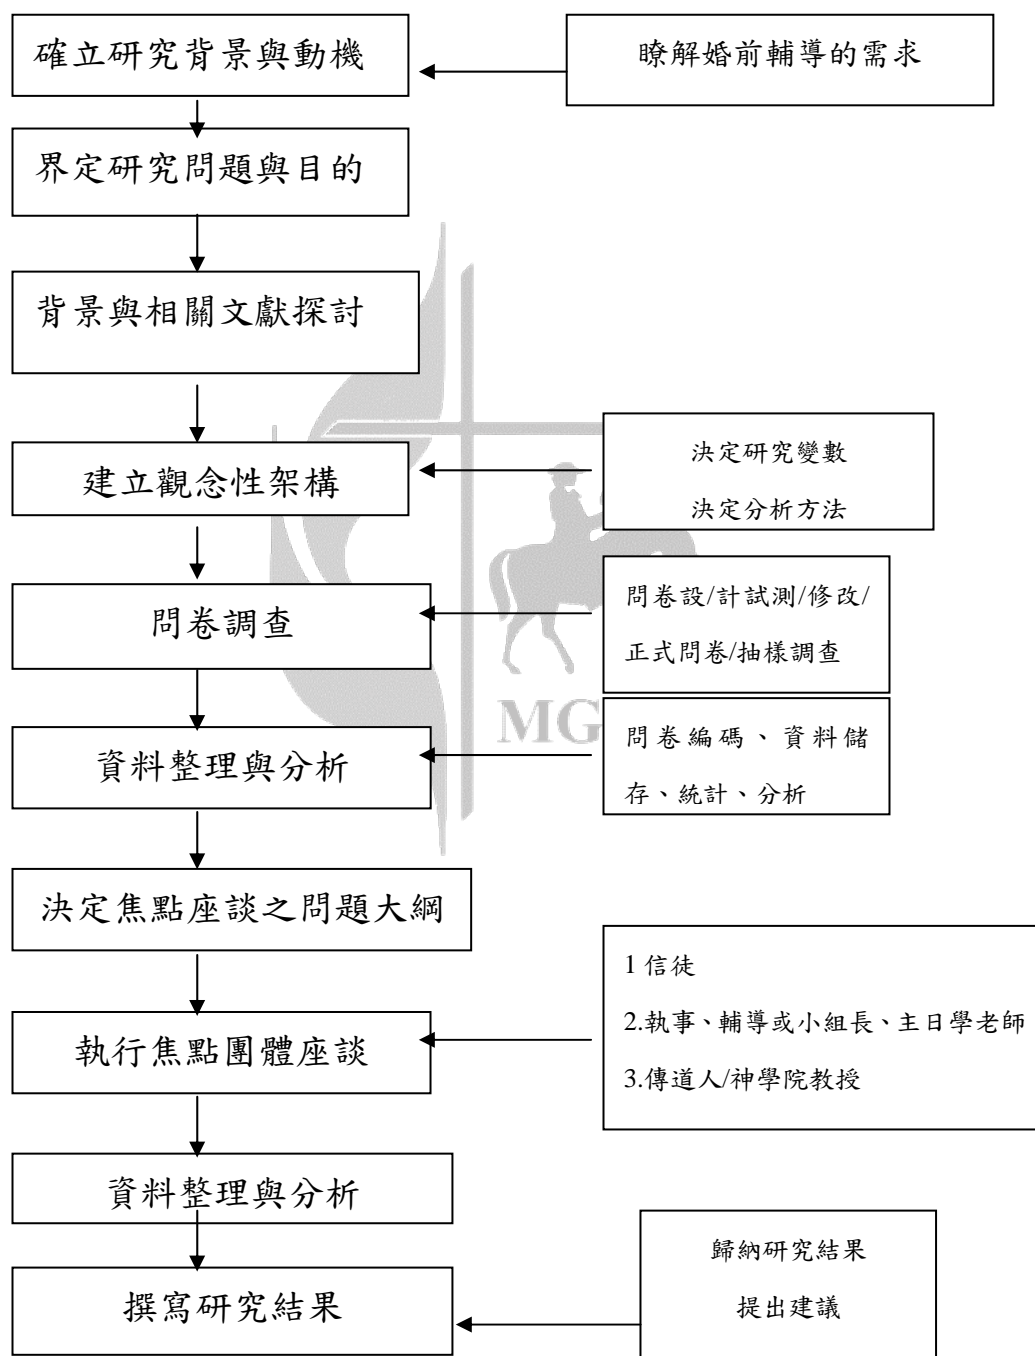 確立研究背景與動機
瞭解婚前輔導的需求
界定研究問題與目的
背景與相關文獻探討
建立觀念性架構
決定研究變數
決定分析方法
問卷調查
問卷設/計試測/修改/
正式問卷/抽樣調查
資料整理與分析
問卷編碼、資料儲
存、統計、分析
MG
決定焦點座談之問題大綱
執行焦點團體座談
1 信徒
2.執事、輔導或小組長、主日學老師
3.傳道人/神學院教授
資料整理與分析
撰寫研究結果
歸納研究結果
提出建議